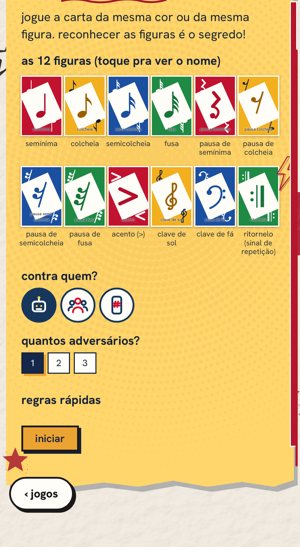 jogue a carta da mesma cor ou da mesma
figura. reconhecer as figuras é o segredo!
as 12 figuras (toque pra ver o nome)
semínima
colcheia
semicolcheia
fusa
pausa de
semínima
pausa de
colcheia
pausa de
semicolcheia
pausa de
fusa
acento (>)
clave de
sol
clave de fá
ritornelo
(sinal de
repetição)
contra quem?
quantos adversários?
1 2 3
regras rápidas
iniciar
‹ jogos